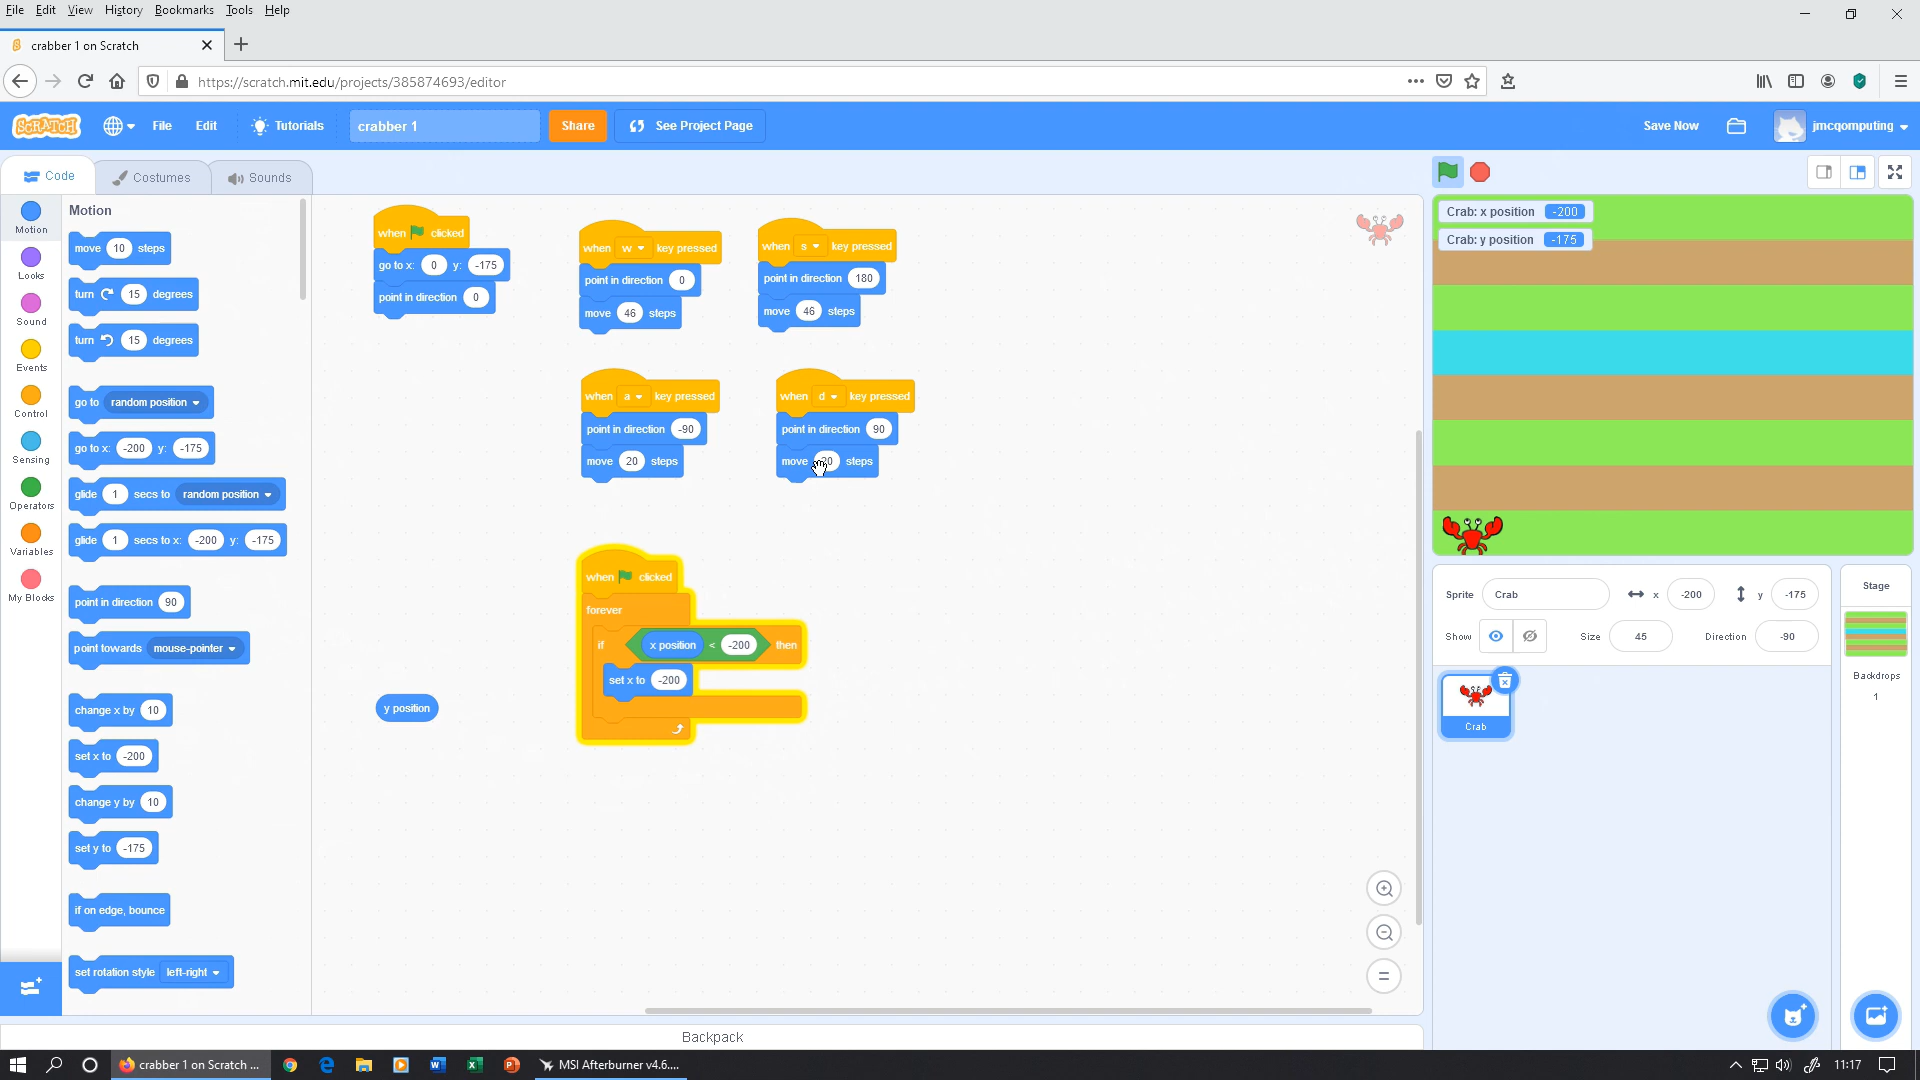 File Edit View History Bookmarks Tools Help
crabber 1 on Scratch
https://scratch.mit.edu/projects/385874693/editor
SCRATCH File Edit Tutorials crabber 1 Share See Project Page Save Now jmcqomputing
Code Costumes Sounds
Motion
Looks
Sound
Events
Control
Sensing
Operators
Variables
My Blocks
Motion
move 10 steps
turn 15 degrees
turn 15 degrees
go to random position
go to x: -200 y: -175
glide 1 secs to random position
glide 1 secs to x: -200 y: -175
point in direction 90
point towards mouse-pointer
change x by 10
set x to -200
change y by 10
set y to -175
if on edge, bounce
set rotation style left-right
when clicked
go to x: 0 y: -175
point in direction 0
when w key pressed
point in direction 0
move 46 steps
when s key pressed
point in direction 180
move 46 steps
when a key pressed
point in direction -90
move 20 steps
when d key pressed
point in direction 90
move 20 steps
y position
when clicked
forever
if x position < -200 then
set x to -200
Backpack
Crab: x position -200
Crab: y position -175
Sprite Crab x -200 y -175
Show Size 45 Direction -90
Crab
Stage
Backdrops
1
crabber 1 on Scratch ...
MSI Afterburner v4.6....
11:17